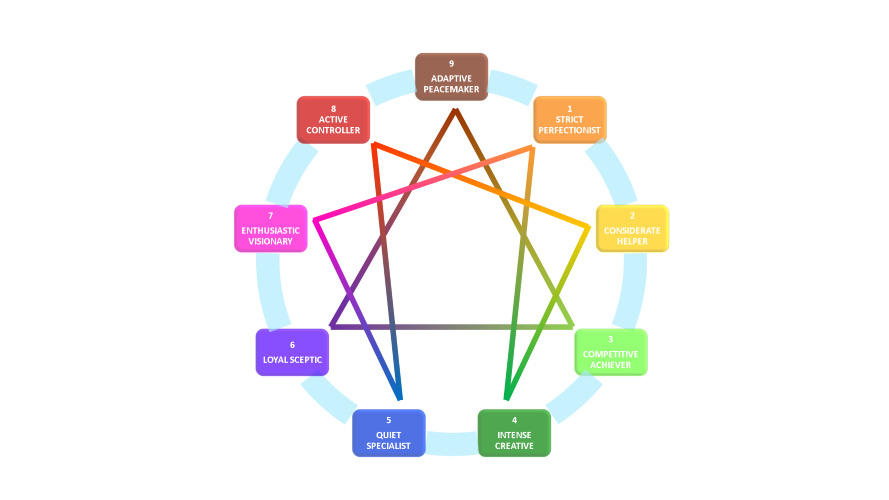 9
ADAPTIVE
PEACEMAKER
8
ACTIVE
CONTROLLER
1
STRICT
PERFECTIONIST
7
ENTHUSIASTIC
VISIONARY
2
CONSIDERATE
HELPER
6
LOYAL SCEPTIC
3
COMPETITIVE
ACHIEVER
5
QUIET
SPECIALIST
4
INTENSE
CREATIVE